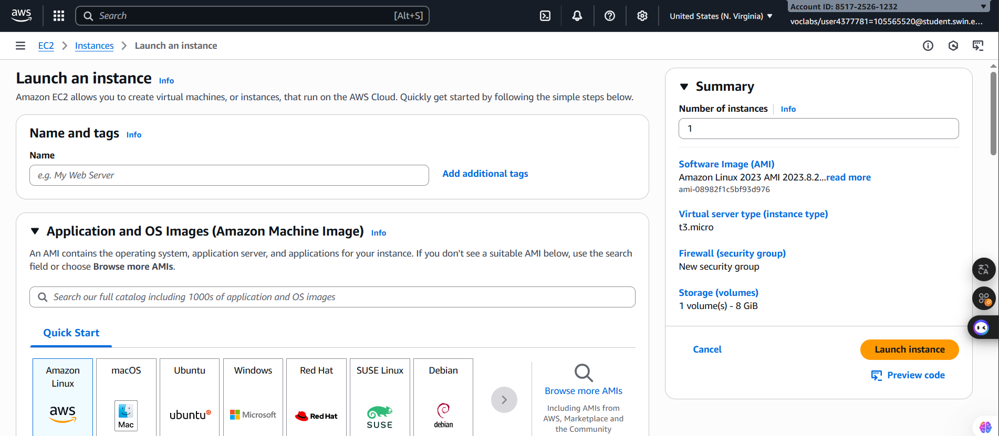 aws
Search
[Alt+S]
United States (N. Virginia)
Account ID: 8517-2526-1232
voclabs/user4377781=105565520@student.swin.e...
EC2
Instances
Launch an instance
Launch an instance
Info
Amazon EC2 allows you to create virtual machines, or instances, that run on the AWS Cloud. Quickly get started by following the simple steps below.
Name and tags
Info
Name
e.g. My Web Server
Add additional tags
Application and OS Images (Amazon Machine Image)
Info
An AMI contains the operating system, application server, and applications for your instance. If you don't see a suitable AMI below, use the search
field or choose Browse more AMIs.
Search our full catalog including 1000s of application and OS images
Quick Start
Amazon
Linux
aws
macOS
Mac
Ubuntu
ubuntu
Windows
Microsoft
Red Hat
Red Hat
SUSE Linux
SUSE
Debian
debian
Browse more AMIs
Including AMIs from
AWS, Marketplace and
the Community
Summary
Number of instances
Info
1
Software Image (AMI)
Amazon Linux 2023 AMI 2023.8.2...read more
ami-08982f1c5bf93d976
Virtual server type (instance type)
t3.micro
Firewall (security group)
New security group
Storage (volumes)
1 volume(s) - 8 GiB
Cancel
Launch instance
Preview code